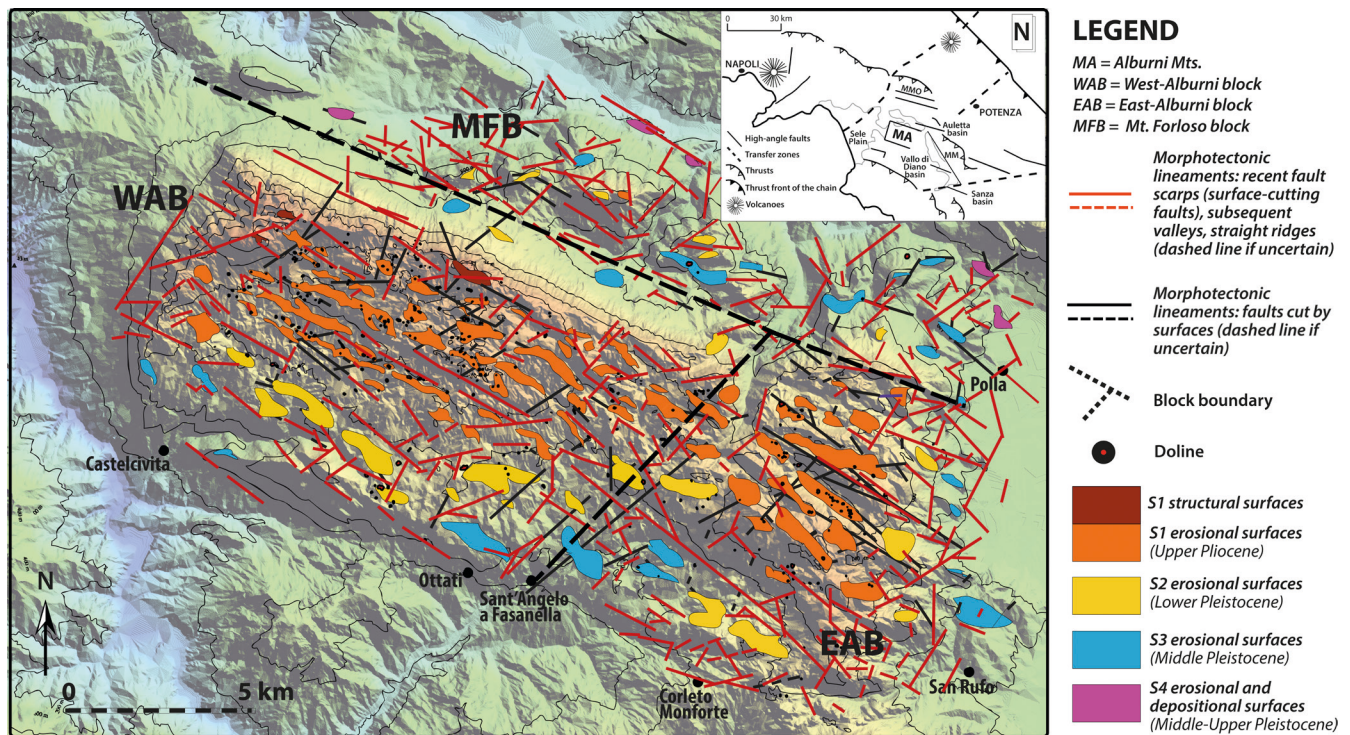 MFB
WAB
EAB
Polla
Castelcivita
Ottati
Sant'Angelo
a Fasanella
Corleto
Monforte
San Rufo
N
0 5 km
0 30 km
N
NAPOLI
MMO
POTENZA
Auletta
basin
Sele
Plain
MA
MM
Vallo di
Diano
basin
Sanza
basin
High-angle faults
Transfer zones
Thrusts
Thrust front of the chain
Volcanoes
LEGEND
MA = Alburni Mts.
WAB = West-Alburni block
EAB = East-Alburni block
MFB = Mt. Forloso block
Morphotectonic
lineaments: recent fault
scarps (surface-cutting
faults), subsequent
valleys, straight ridges
(dashed line if uncertain)
Morphotectonic
lineaments: faults cut by
surfaces (dashed line if
uncertain)
Block boundary
Doline
S1 structural surfaces
S1 erosional surfaces
(Upper Pliocene)
S2 erosional surfaces
(Lower Pleistocene)
S3 erosional surfaces
(Middle Pleistocene)
S4 erosional and
depositional surfaces
(Middle-Upper Pleistocene)